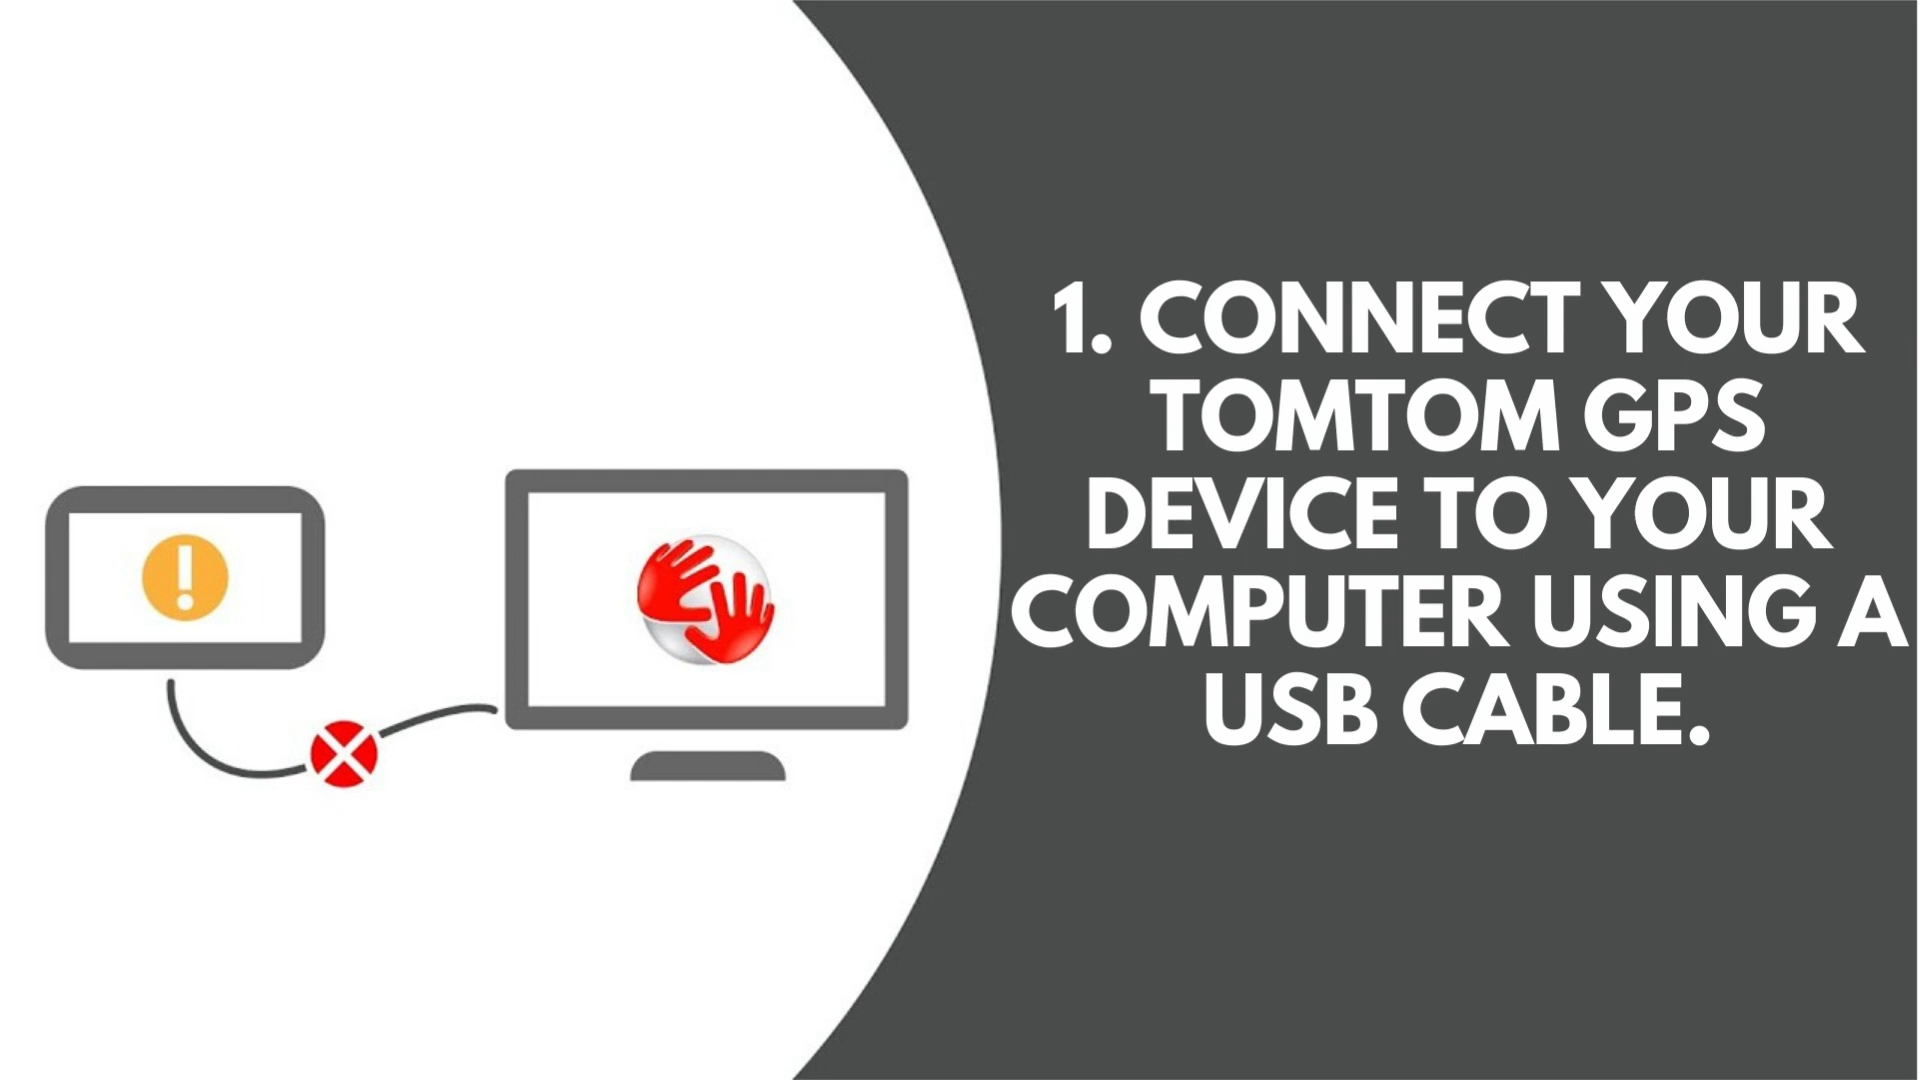 1. CONNECT YOUR
TOMTOM GPS
DEVICE TO YOUR
COMPUTER USING A
USB CABLE.